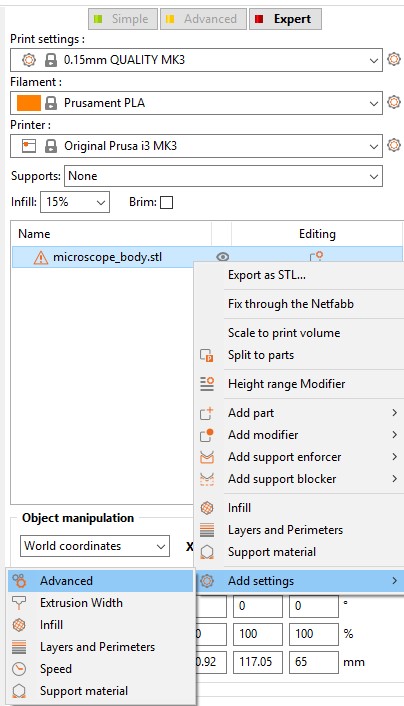 Simple Advanced Expert
Print settings :
0.15mm QUALITY MK3
Filament :
Prusament PLA
Printer :
Original Prusa i3 MK3
Supports: None
Infill: 15% Brim:
Name Editing
microscope_body.stl
Export as STL...
Fix through the Netfabb
Scale to print volume
Split to parts
Height range Modifier
Add part
Add modifier
Add support enforcer
Add support blocker
Infill
Layers and Perimeters
Support material
Add settings
Object manipulation
World coordinates X
Advanced
Extrusion Width
Infill
Layers and Perimeters
Speed
Support material
0 0 °
0 100 100 %
0.92 117.05 65 mm